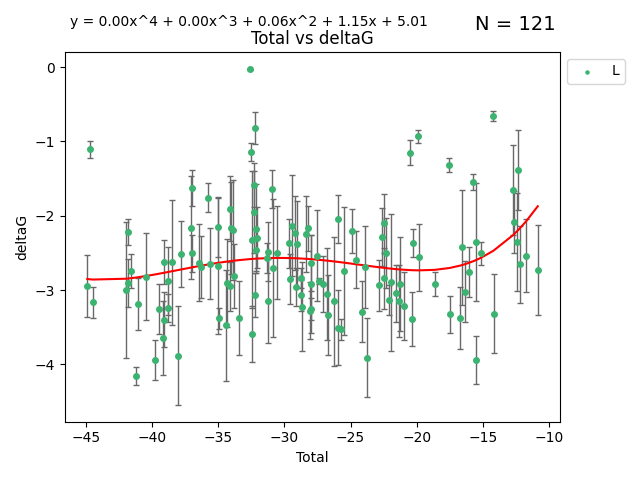 y = 0.00x^4 + 0.00x^3 + 0.06x^2 + 1.15x + 5.01
N = 121
Total vs deltaG
L
deltaG
0
−1
−2
−3
−4
−45 −40 −35 −30 −25 −20 −15 −10
Total